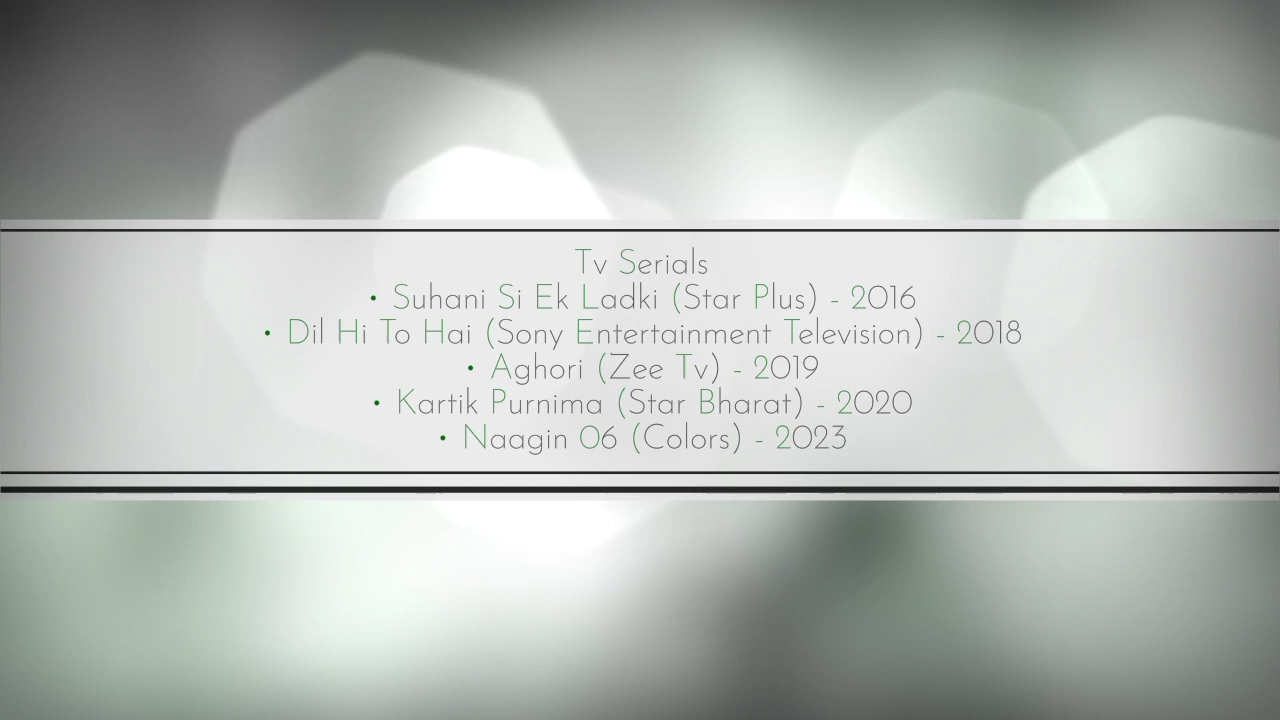 Tv Serials
• Suhani Si Ek Ladki (Star Plus) - 2016
• Dil Hi To Hai (Sony Entertainment Television) - 2018
• Aghori (Zee Tv) - 2019
• Kartik Purnima (Star Bharat) - 2020
• Naagin 06 (Colors) - 2023